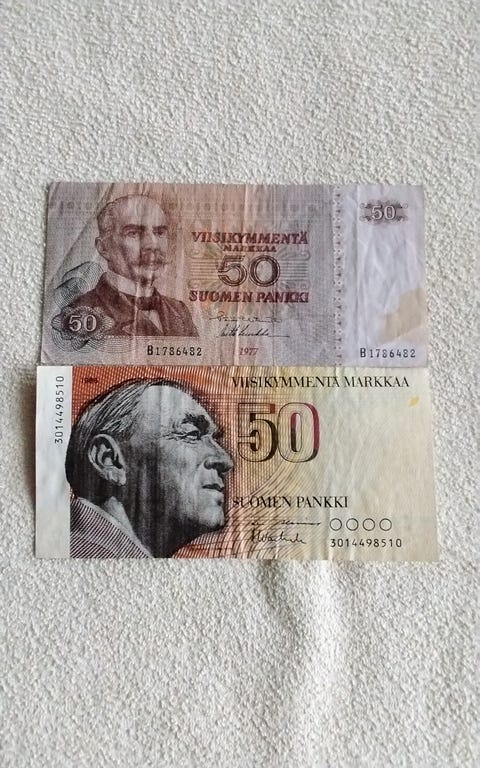 VIISIKYMMENTÄ
MARKKAA
50
50
SUOMEN PANKKI
50
B1786482
1977
B1786482
3014498510
VIISIKYMMENTÄ MARKKAA
50
SUOMEN PANKKI
3014498510